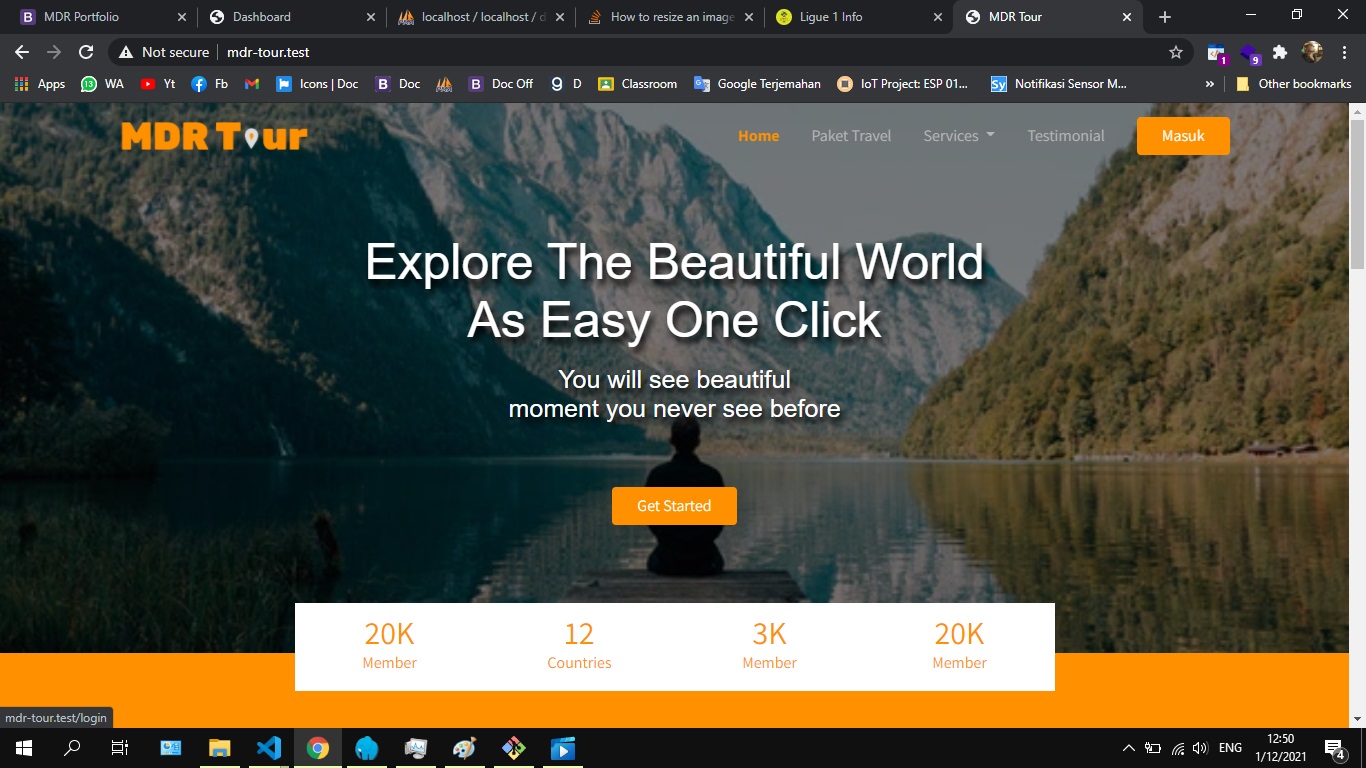 MDR Portfolio
Dashboard
localhost / localhost / d
How to resize an image
Ligue 1 Info
MDR Tour
Not secure
mdr-tour.test
1
9
Apps
13
WA
Yt
Fb
Icons | Doc
Doc
Doc Off
D
Classroom
Google Terjemahan
IoT Project: ESP 01...
Sy
Notifikasi Sensor M...
»
Other bookmarks
MDR Tour
Home
Paket Travel
Services
Testimonial
Masuk
Explore The Beautiful World
As Easy One Click
You will see beautiful
moment you never see before
Get Started
20K
Member
12
Countries
3K
Member
20K
Member
mdr-tour.test/login
ENG
12:50
1/12/2021
4